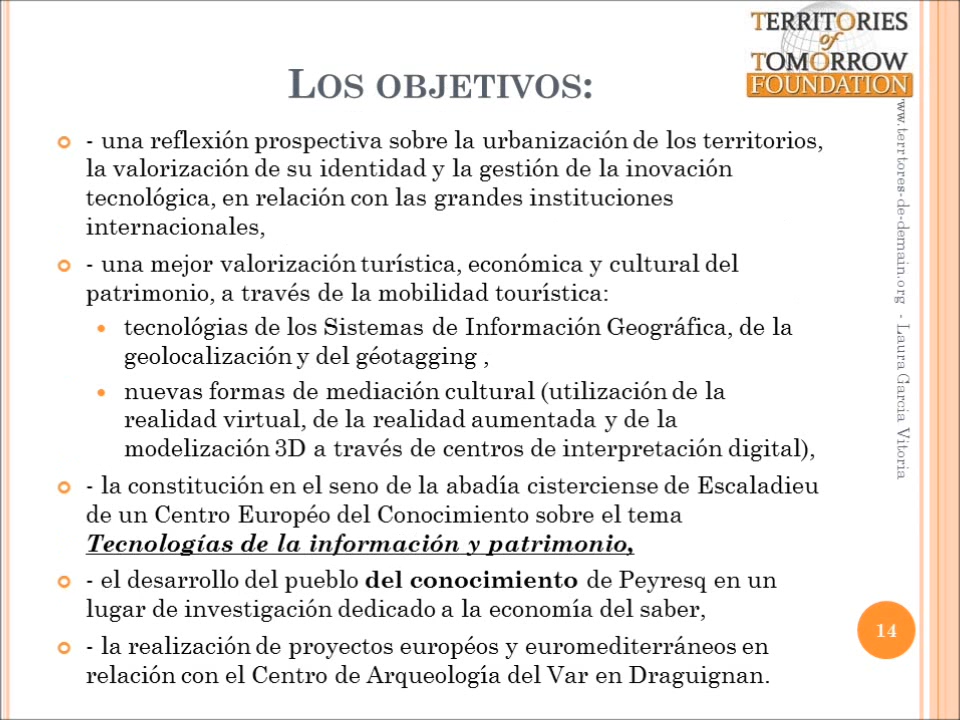 TERRITORIES
of
TOMORROW
FOUNDATION
LOS OBJETIVOS:
- una reflexión prospectiva sobre la urbanización de los territorios,
la valorización de su identidad y la gestión de la inovación
tecnológica, en relación con las grandes instituciones
internacionales,
- una mejor valorización turística, económica y cultural del
patrimonio, a través de la mobilidad tourística:
tecnológias de los Sistemas de Información Geográfica, de la
geolocalización y del géotagging ,
nuevas formas de mediación cultural (utilización de la
realidad virtual, de la realidad aumentada y de la
modelización 3D a través de centros de interpretación digital),
- la constitución en el seno de la abadía cisterciense de Escaladieu
de un Centro Européo del Conocimiento sobre el tema
Tecnologías de la información y patrimonio,
- el desarrollo del pueblo del conocimiento de Peyresq en un
lugar de investigación dedicado a la economía del saber,
- la realización de proyectos européos y euromediterráneos en
relación con el Centro de Arqueología del Var en Draguignan.
ww.terrtores-de-demain.org - Laura Garcia Vitoria
14